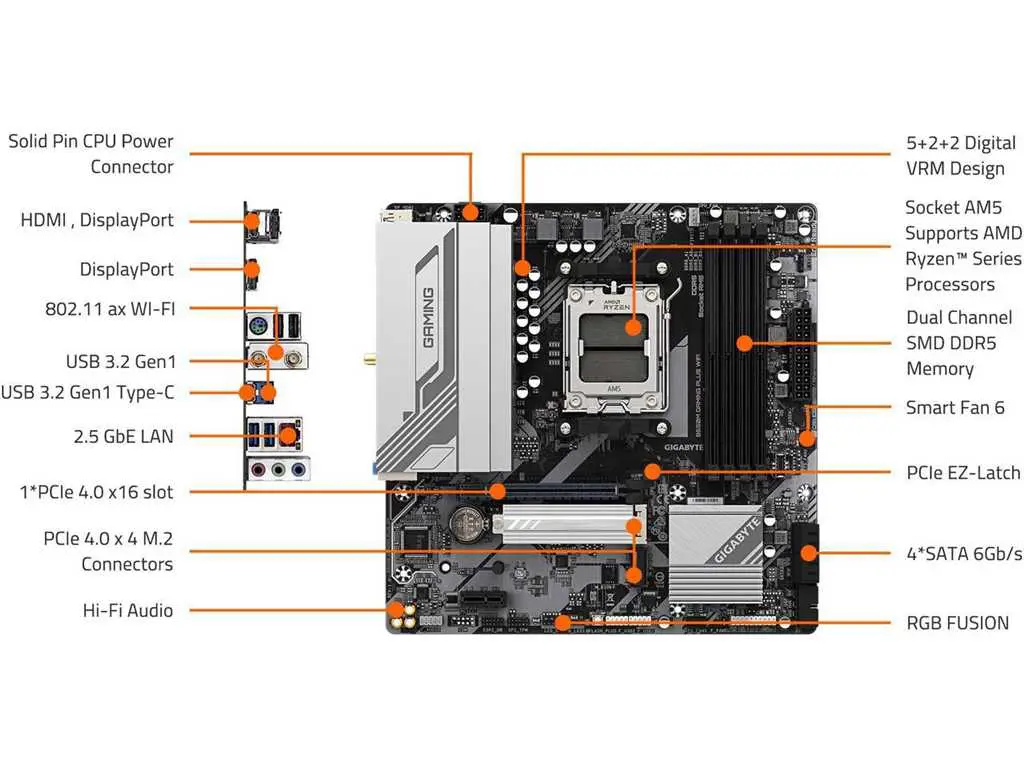 Solid Pin CPU Power
Connector
HDMI , DisplayPort
DisplayPort
802.11 ax WI-FI
USB 3.2 Gen1
USB 3.2 Gen1 Type-C
2.5 GbE LAN
1*PCIe 4.0 x16 slot
PCIe 4.0 x 4 M.2
Connectors
Hi-Fi Audio
5+2+2 Digital
VRM Design
Socket AM5
Supports AMD
Ryzen™ Series
Processors
Dual Channel
SMD DDR5
Memory
Smart Fan 6
PCIe EZ-Latch
4*SATA 6Gb/s
RGB FUSION
GAMING
AMD
RYZEN
AM5
DDR5
Socket AM5
GIGABYTE
GIGABYTE